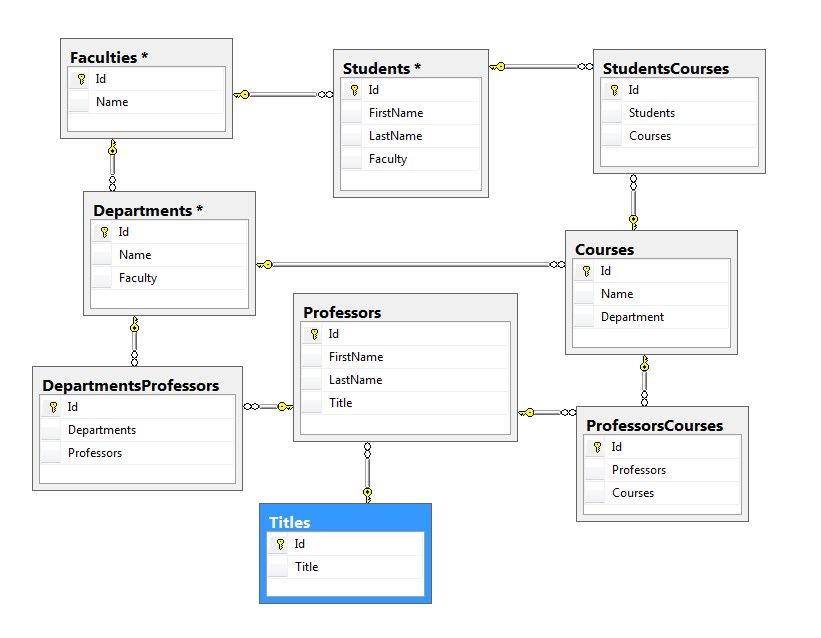 Faculties *
Id
Name
Students *
Id
FirstName
LastName
Faculty
StudentsCourses
Id
Students
Courses
Departments *
Id
Name
Faculty
Courses
Id
Name
Department
Professors
Id
FirstName
LastName
Title
DepartmentsProfessors
Id
Departments
Professors
ProfessorsCourses
Id
Professors
Courses
Titles
Id
Title